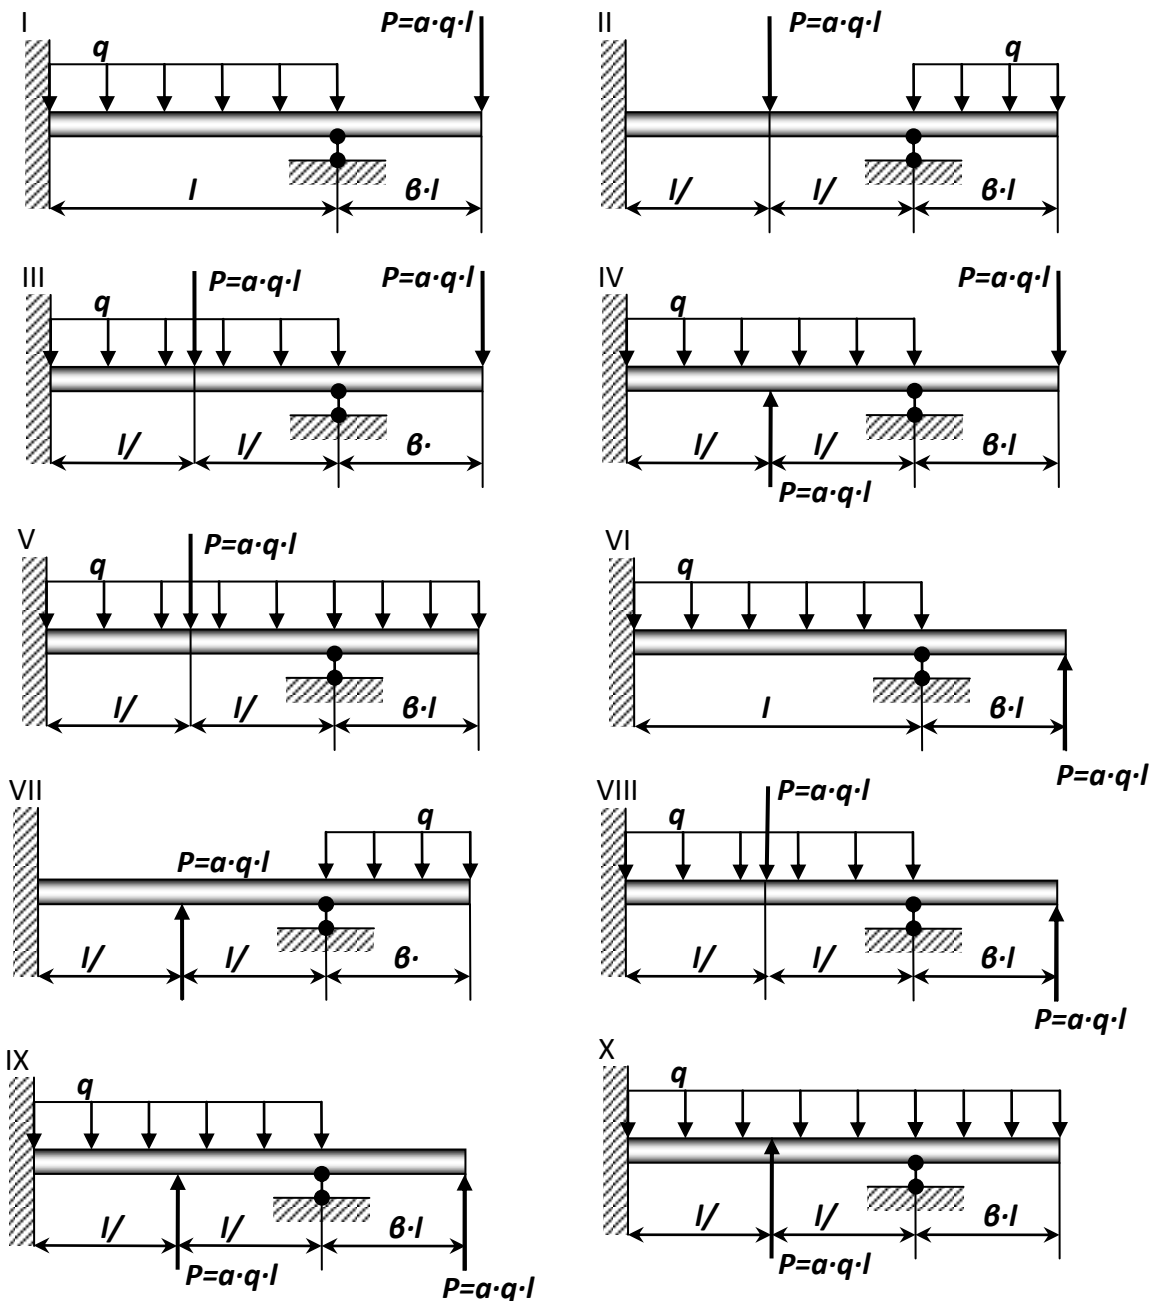 I
P=a·q·l
q
l
в·l
II
P=a·q·l
q
l/
l/
в·l
III
P=a·q·l
P=a·q·l
q
l/
l/
в·
IV
P=a·q·l
q
l/
l/
в·l
P=a·q·l
V
P=a·q·l
q
l/
l/
в·l
VI
q
l
в·l
P=a·q·l
VII
q
P=a·q·l
l/
l/
в·
VIII
P=a·q·l
q
l/
l/
в·l
P=a·q·l
IX
q
l/
l/
в·l
P=a·q·l
P=a·q·l
X
q
l/
l/
в·l
P=a·q·l